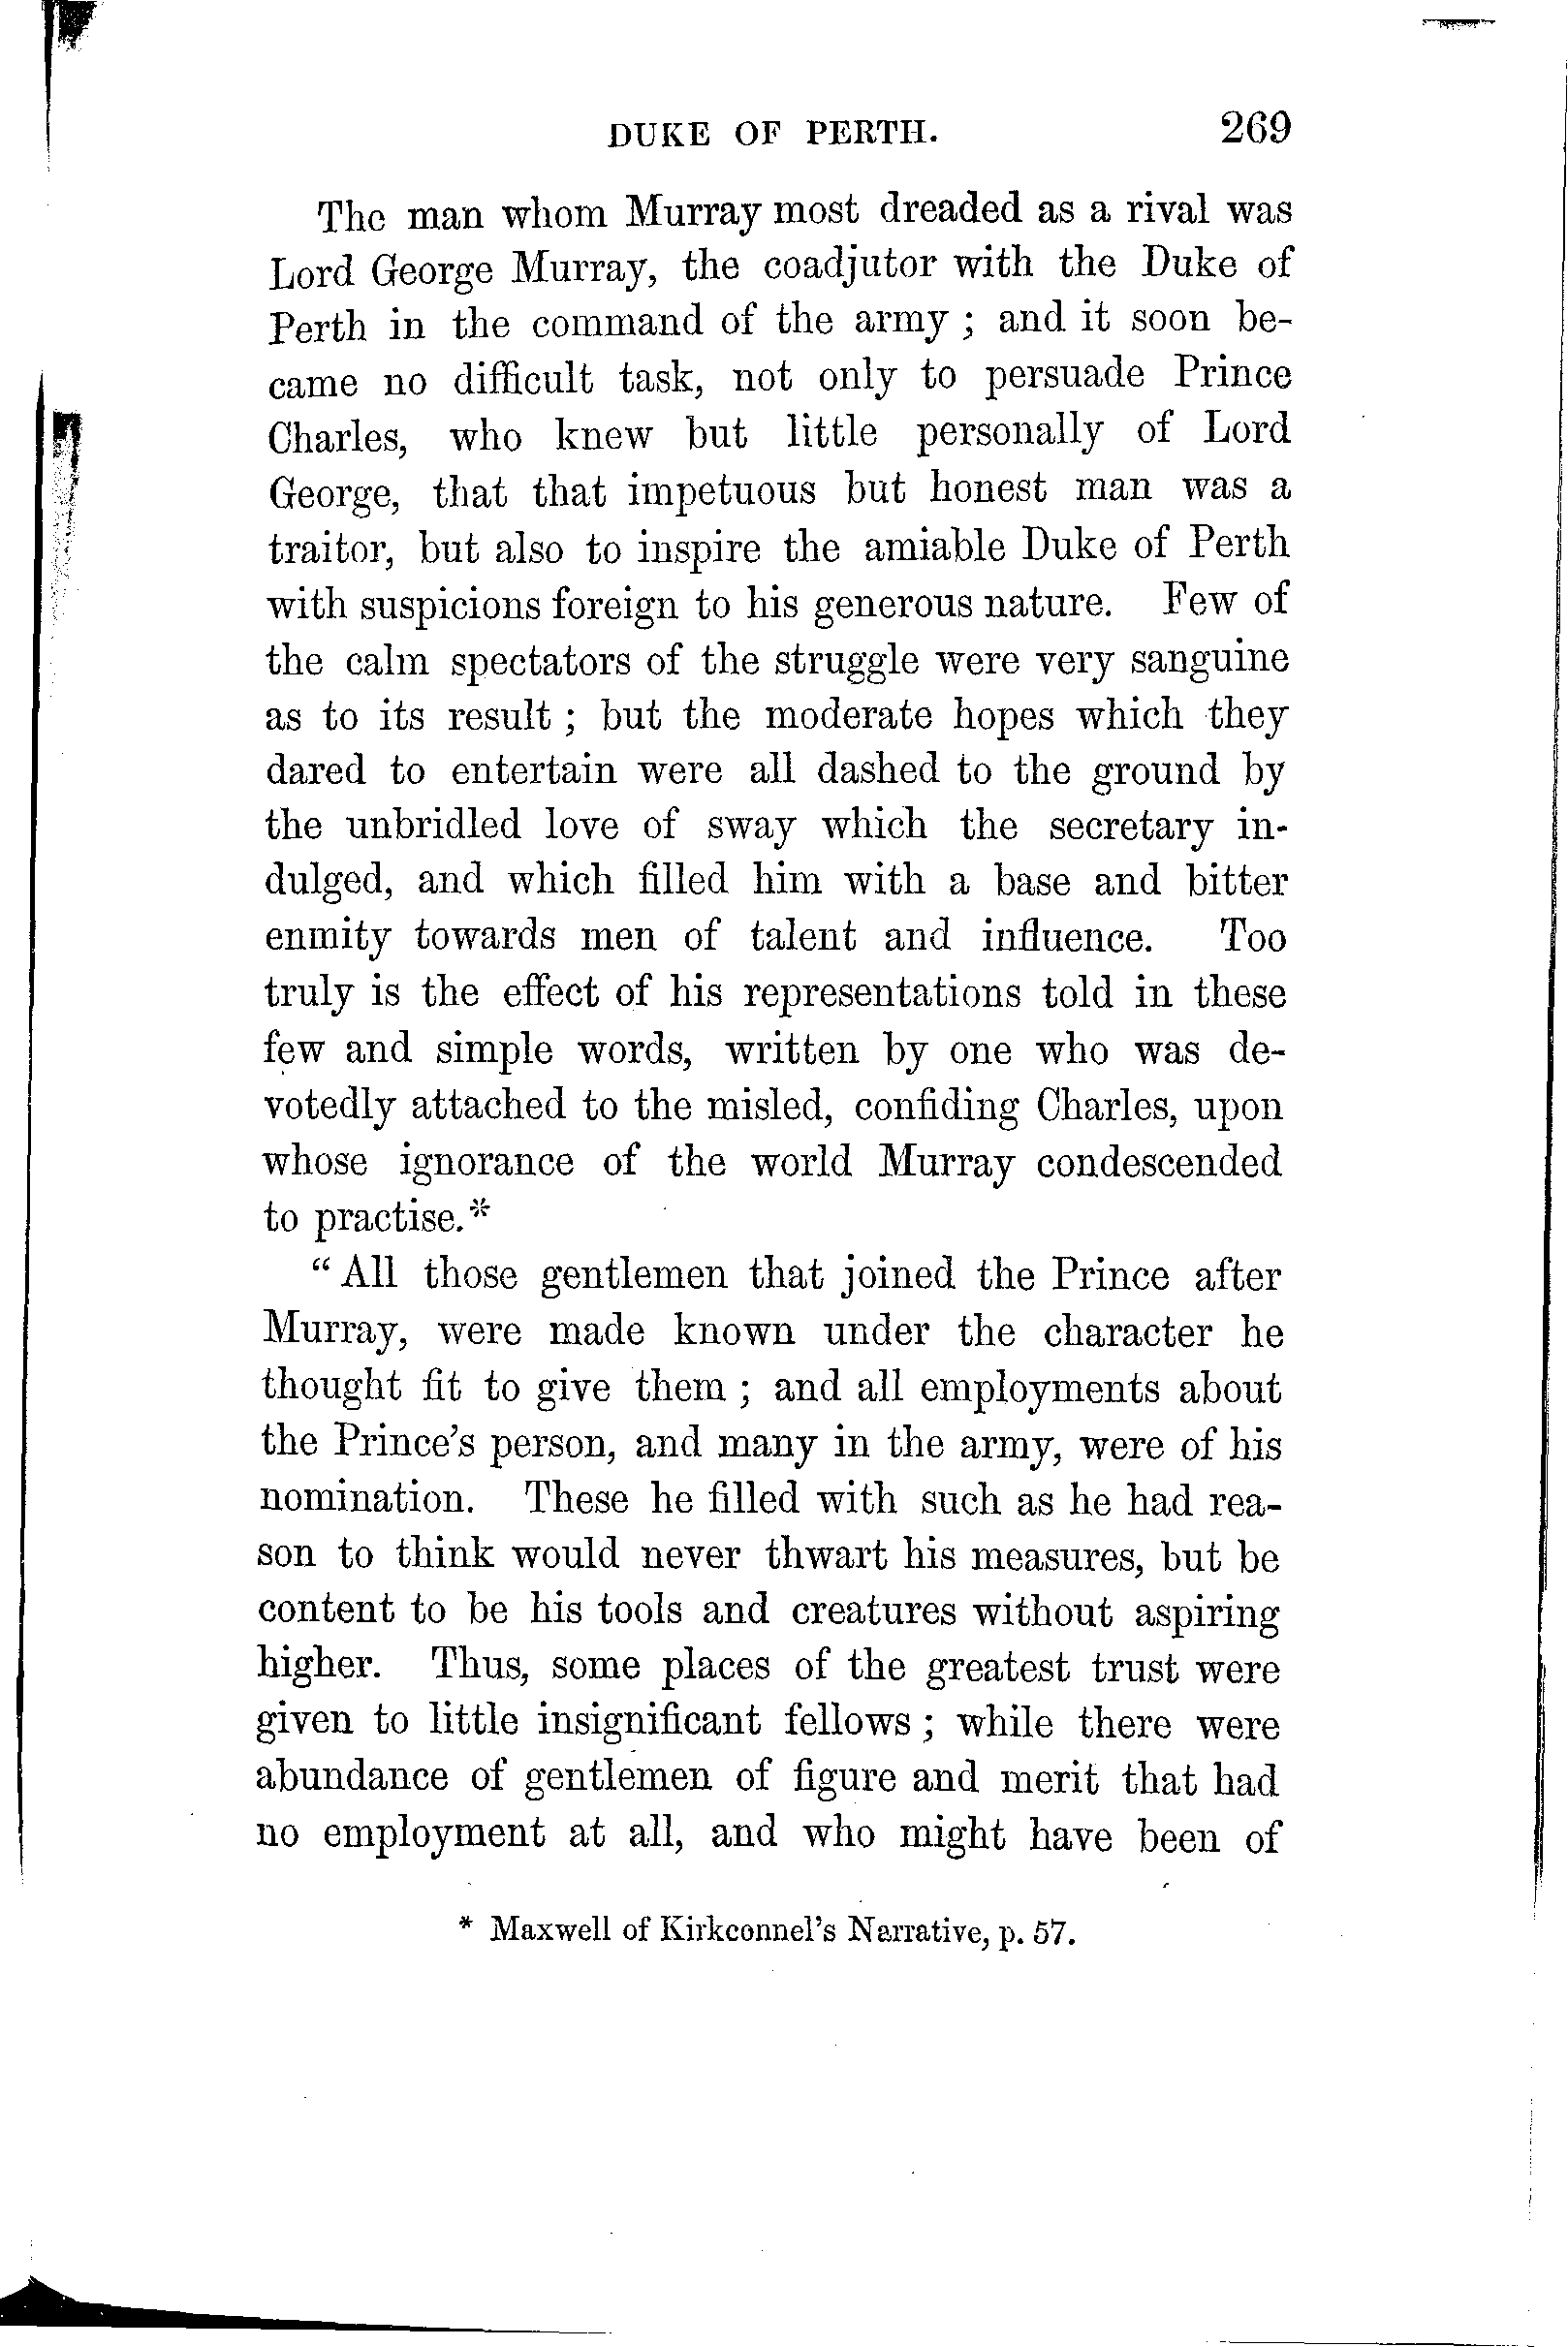 DUKE OF PERTH. 269
The man whom Murray most dreaded as a rival was
Lord George Murray, the coadjutor with the Duke of
Perth in the command of the army ; and it soon be-
came no difficult task, not only to persuade Prince
Charles, who knew but little personally of Lord
George, that that impetuous but honest man was a
traitor, but also to inspire the amiable Duke of Perth
with suspicions foreign to his generous nature. Few of
the calm spectators of the struggle were very sanguine
as to its result ; but the moderate hopes which they
dared to entertain were all dashed to the ground by
the unbridled love of sway which the secretary in-
dulged, and which filled him with a base and bitter
enmity towards men of talent and influence. Too
truly is the effect of his representations told in these
few and simple words, written by one who was de-
votedly attached to the misled, confiding Charles, upon
whose ignorance of the world Murray condescended
to practise.*
“ All those gentlemen that joined the Prince after
Murray, were made known under the character he
thought fit to give them ; and all employments about
the Prince's person, and many in the army, were of his
nomination. These he filled with such as he had rea-
son to think would never thwart his measures, but be
content to be his tools and creatures without aspiring
higher. Thus, some places of the greatest trust were
given to little insignificant fellows ; while there were
abundance of gentlemen of figure and merit that had
no employment at all, and who might have been of
* Maxwell of Kirkconnel's Narrative, p. 57.